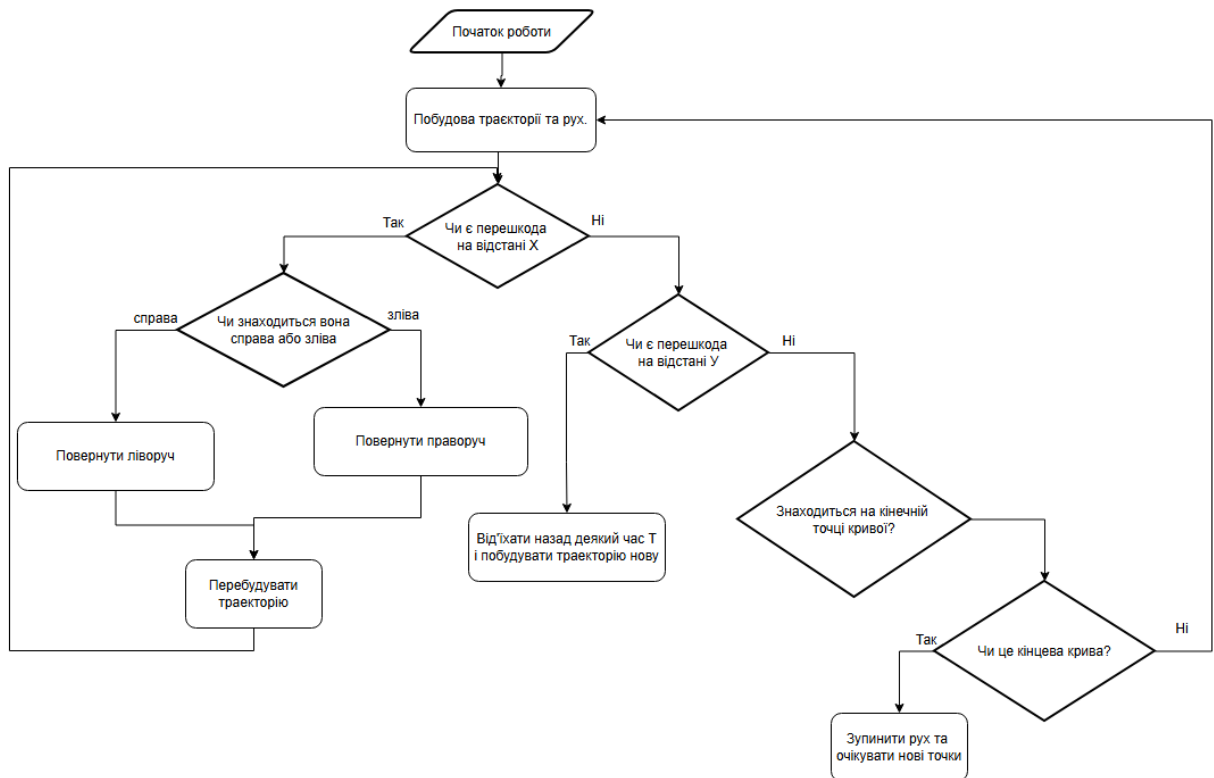 Початок роботи
Побудова траєкторії та рух.
Так
Ні
Чи є перешкода
на відстані X
справа
зліва
Чи знаходиться вона
справа або зліва
Так
Ні
Чи є перешкода
на відстані У
Повернути ліворуч
Повернути праворуч
Знаходиться на кінечній
точці кривої?
Від'їхати назад деякий час Т
і побудувати траекторію нову
Перебудувати
траекторію
Так
Ні
Чи це кінцева крива?
Зупинити рух та
очікувати нові точки